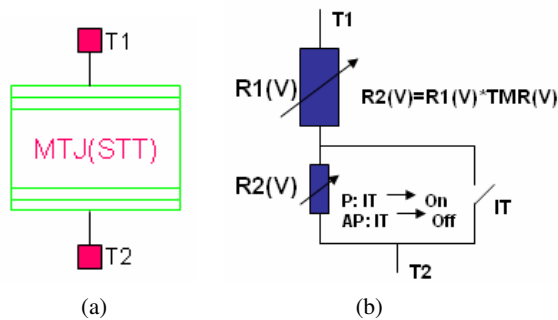 T1
MTJ(STT)
T2
(a)
T1
R1(V)
R2(V)=R1(V)*TMR(V)
R2(V)
P: IT → On
AP: IT → Off
IT
T2
(b)